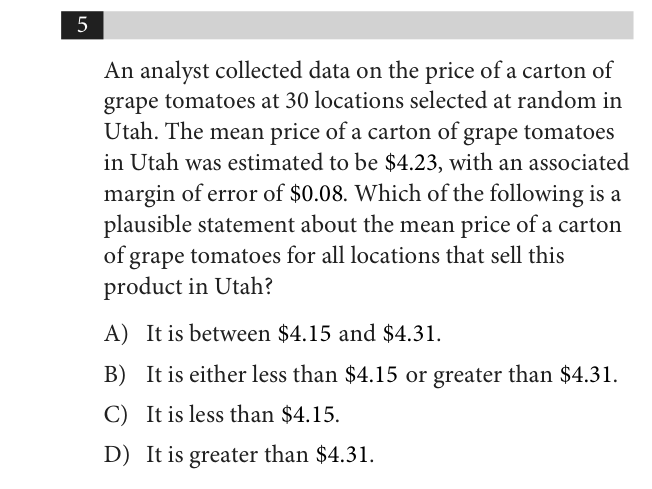 5
An analyst collected data on the price of a carton of
grape tomatoes at 30 locations selected at random in
Utah. The mean price of a carton of grape tomatoes
in Utah was estimated to be $4.23, with an associated
margin of error of $0.08. Which of the following is a
plausible statement about the mean price of a carton
of grape tomatoes for all locations that sell this
product in Utah?
A) It is between $4.15 and $4.31.
B) It is either less than $4.15 or greater than $4.31.
C) It is less than $4.15.
D) It is greater than $4.31.